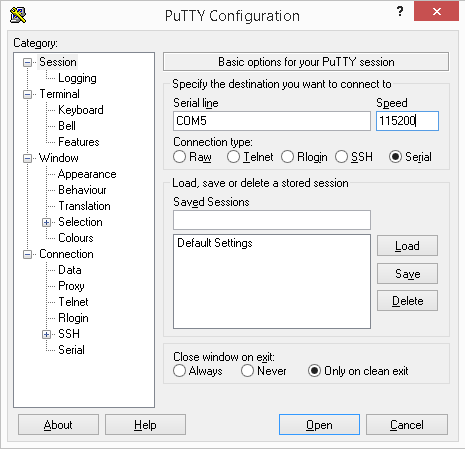 PuTTY Configuration
?
Category:
Session
Logging
Terminal
Keyboard
Bell
Features
Window
Appearance
Behaviour
Translation
Selection
Colours
Connection
Data
Proxy
Telnet
Rlogin
SSH
Serial
Basic options for your PuTTY session
Specify the destination you want to connect to
Serial line Speed
COM5 115200
Connection type:
Raw Telnet Rlogin SSH Serial
Load, save or delete a stored session
Saved Sessions
Default Settings
Load
Save
Delete
Close window on exit:
Always Never Only on clean exit
About Help Open Cancel